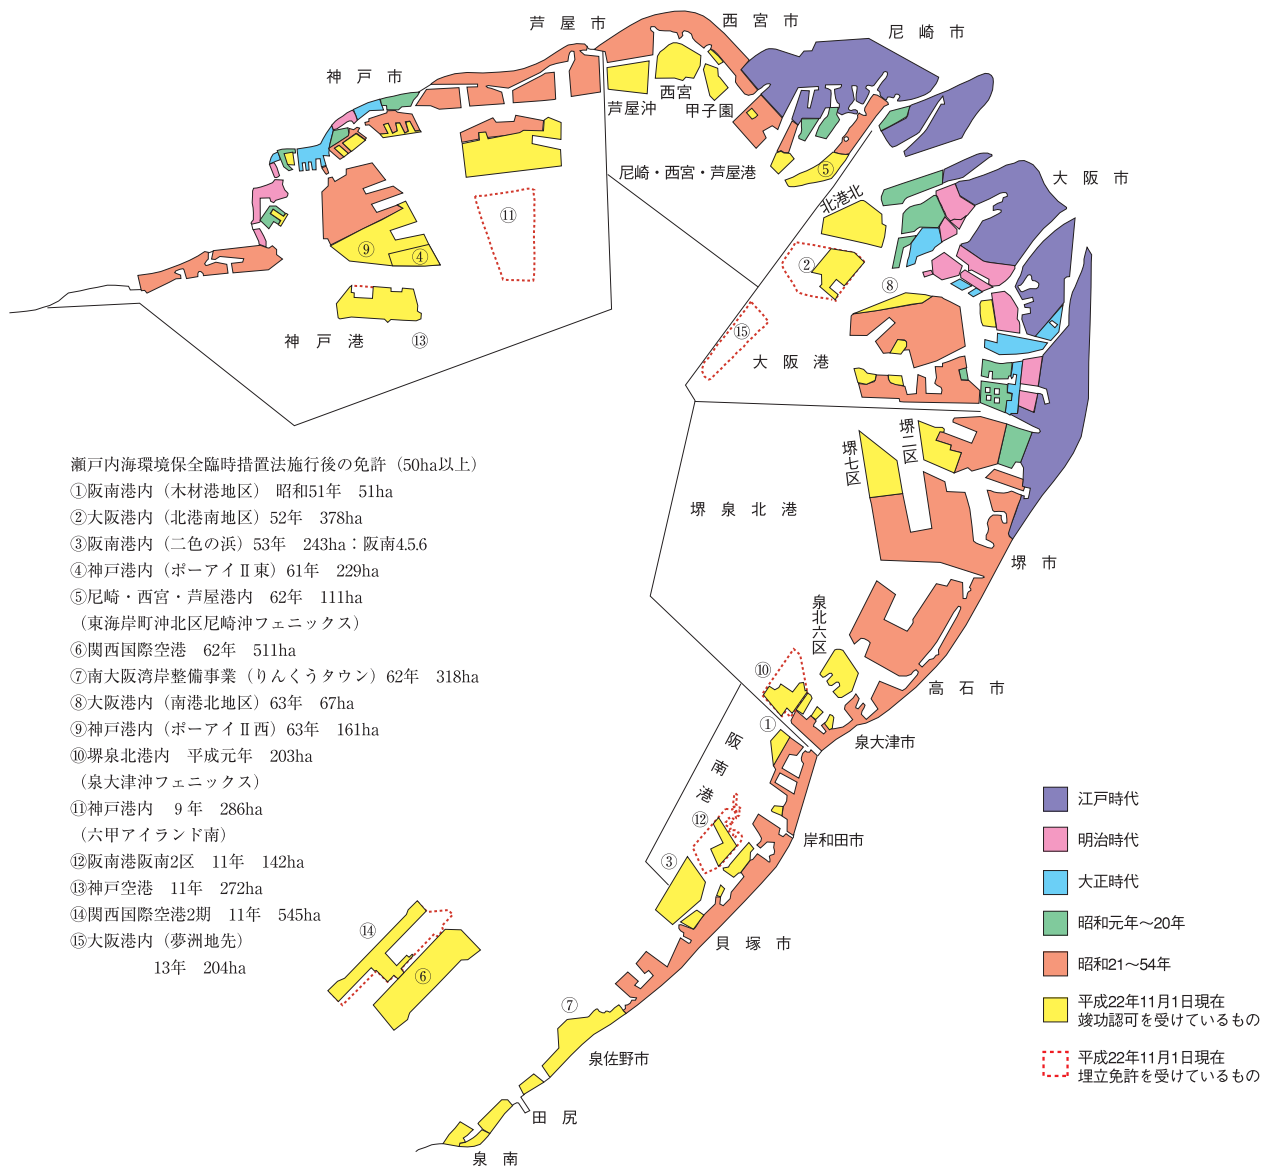 芦屋市
西宮市
尼崎市
神戸市
芦屋沖
西宮
甲子園
尼崎・西宮・芦屋港
⑤
大阪市
北港北
⑪
⑨
④
②
⑧
⑮
神戸港
⑬
大阪港
堺二区
堺七区
堺泉北港
堺市
泉北六区
⑩
高石市
①
泉大津市
阪南港
⑫
岸和田市
③
貝塚市
⑭
⑥
⑦
泉佐野市
田尻
泉南
瀬戸内海環境保全臨時措置法施行後の免許（50ha以上）
①阪南港内（木材港地区） 昭和51年　51ha
②大阪港内（北港南地区）52年　378ha
③阪南港内（二色の浜）53年　243ha：阪南4.5.6
④神戸港内（ポーアイⅡ東）61年　229ha
⑤尼崎・西宮・芦屋港内　62年　111ha
（東海岸町沖北区尼崎沖フェニックス）
⑥関西国際空港　62年　511ha
⑦南大阪湾岸整備事業（りんくうタウン）62年　318ha
⑧大阪港内（南港北地区）63年　67ha
⑨神戸港内（ポーアイⅡ西）63年　161ha
⑩堺泉北港内　平成元年　203ha
（泉大津沖フェニックス）
⑪神戸港内　９年　286ha
（六甲アイランド南）
⑫阪南港阪南2区　11年　142ha
⑬神戸空港　11年　272ha
⑭関西国際空港2期　11年　545ha
⑮大阪港内（夢洲地先）
13年　204ha
江戸時代
明治時代
大正時代
昭和元年〜20年
昭和21〜54年
平成22年11月1日現在
竣功認可を受けているもの
平成22年11月1日現在
埋立免許を受けているもの